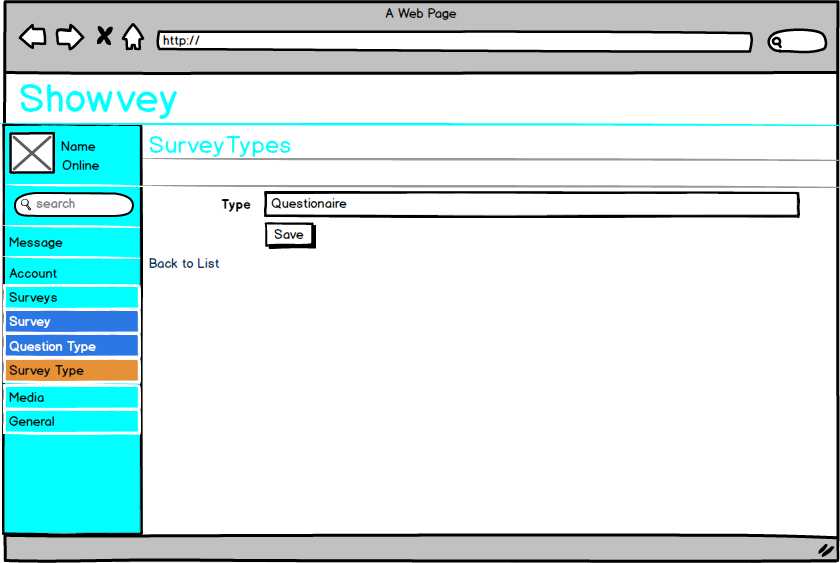 A Web Page
http://
Showvey
Name
Online
SurveyTypes
search
Type
Questionaire
Save
Message
Back to List
Account
Surveys
Survey
Question Type
Survey Type
Media
General